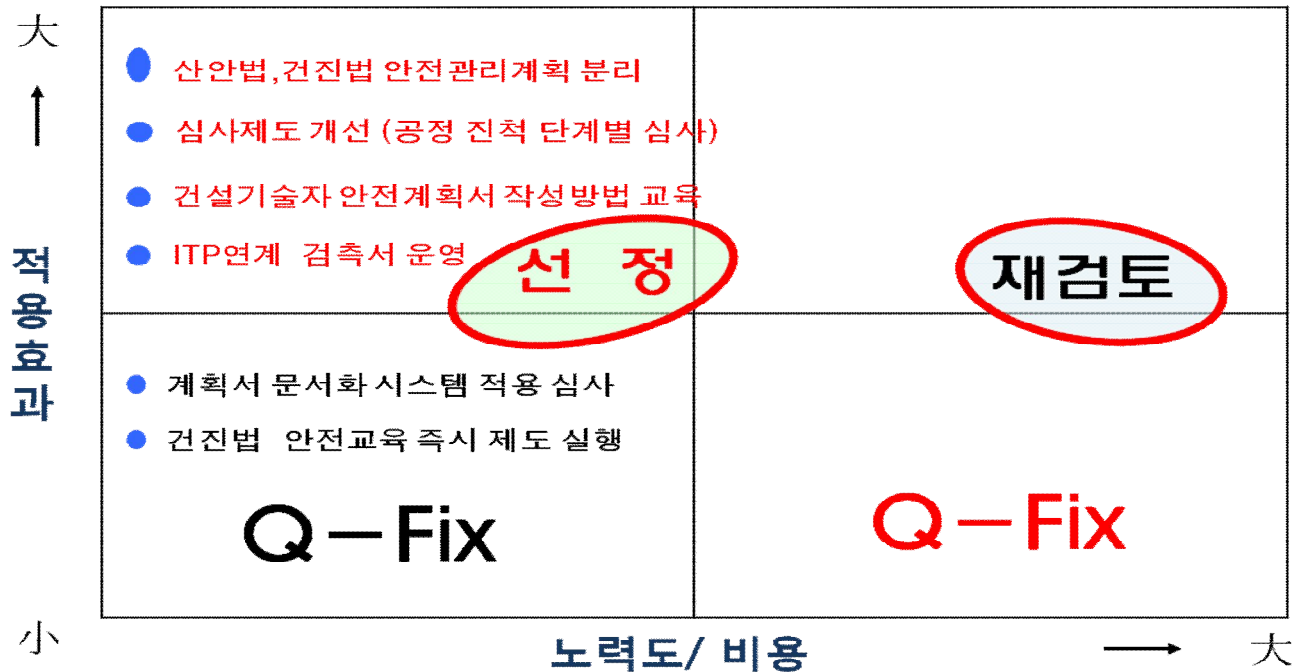 大
산안법,건진법 안전관리계획 분리
심사제도 개선 (공정 진척 단계별 심사)
건설기술자 안전계획서 작성방법 교육
ITP연계 검측서 운영
선 정
재검토
적용효과
계획서 문서화 시스템 적용 심사
건진법 안전교육 즉시 제도 실행
Q-Fix
Q-Fix
小
노력도/ 비용
大